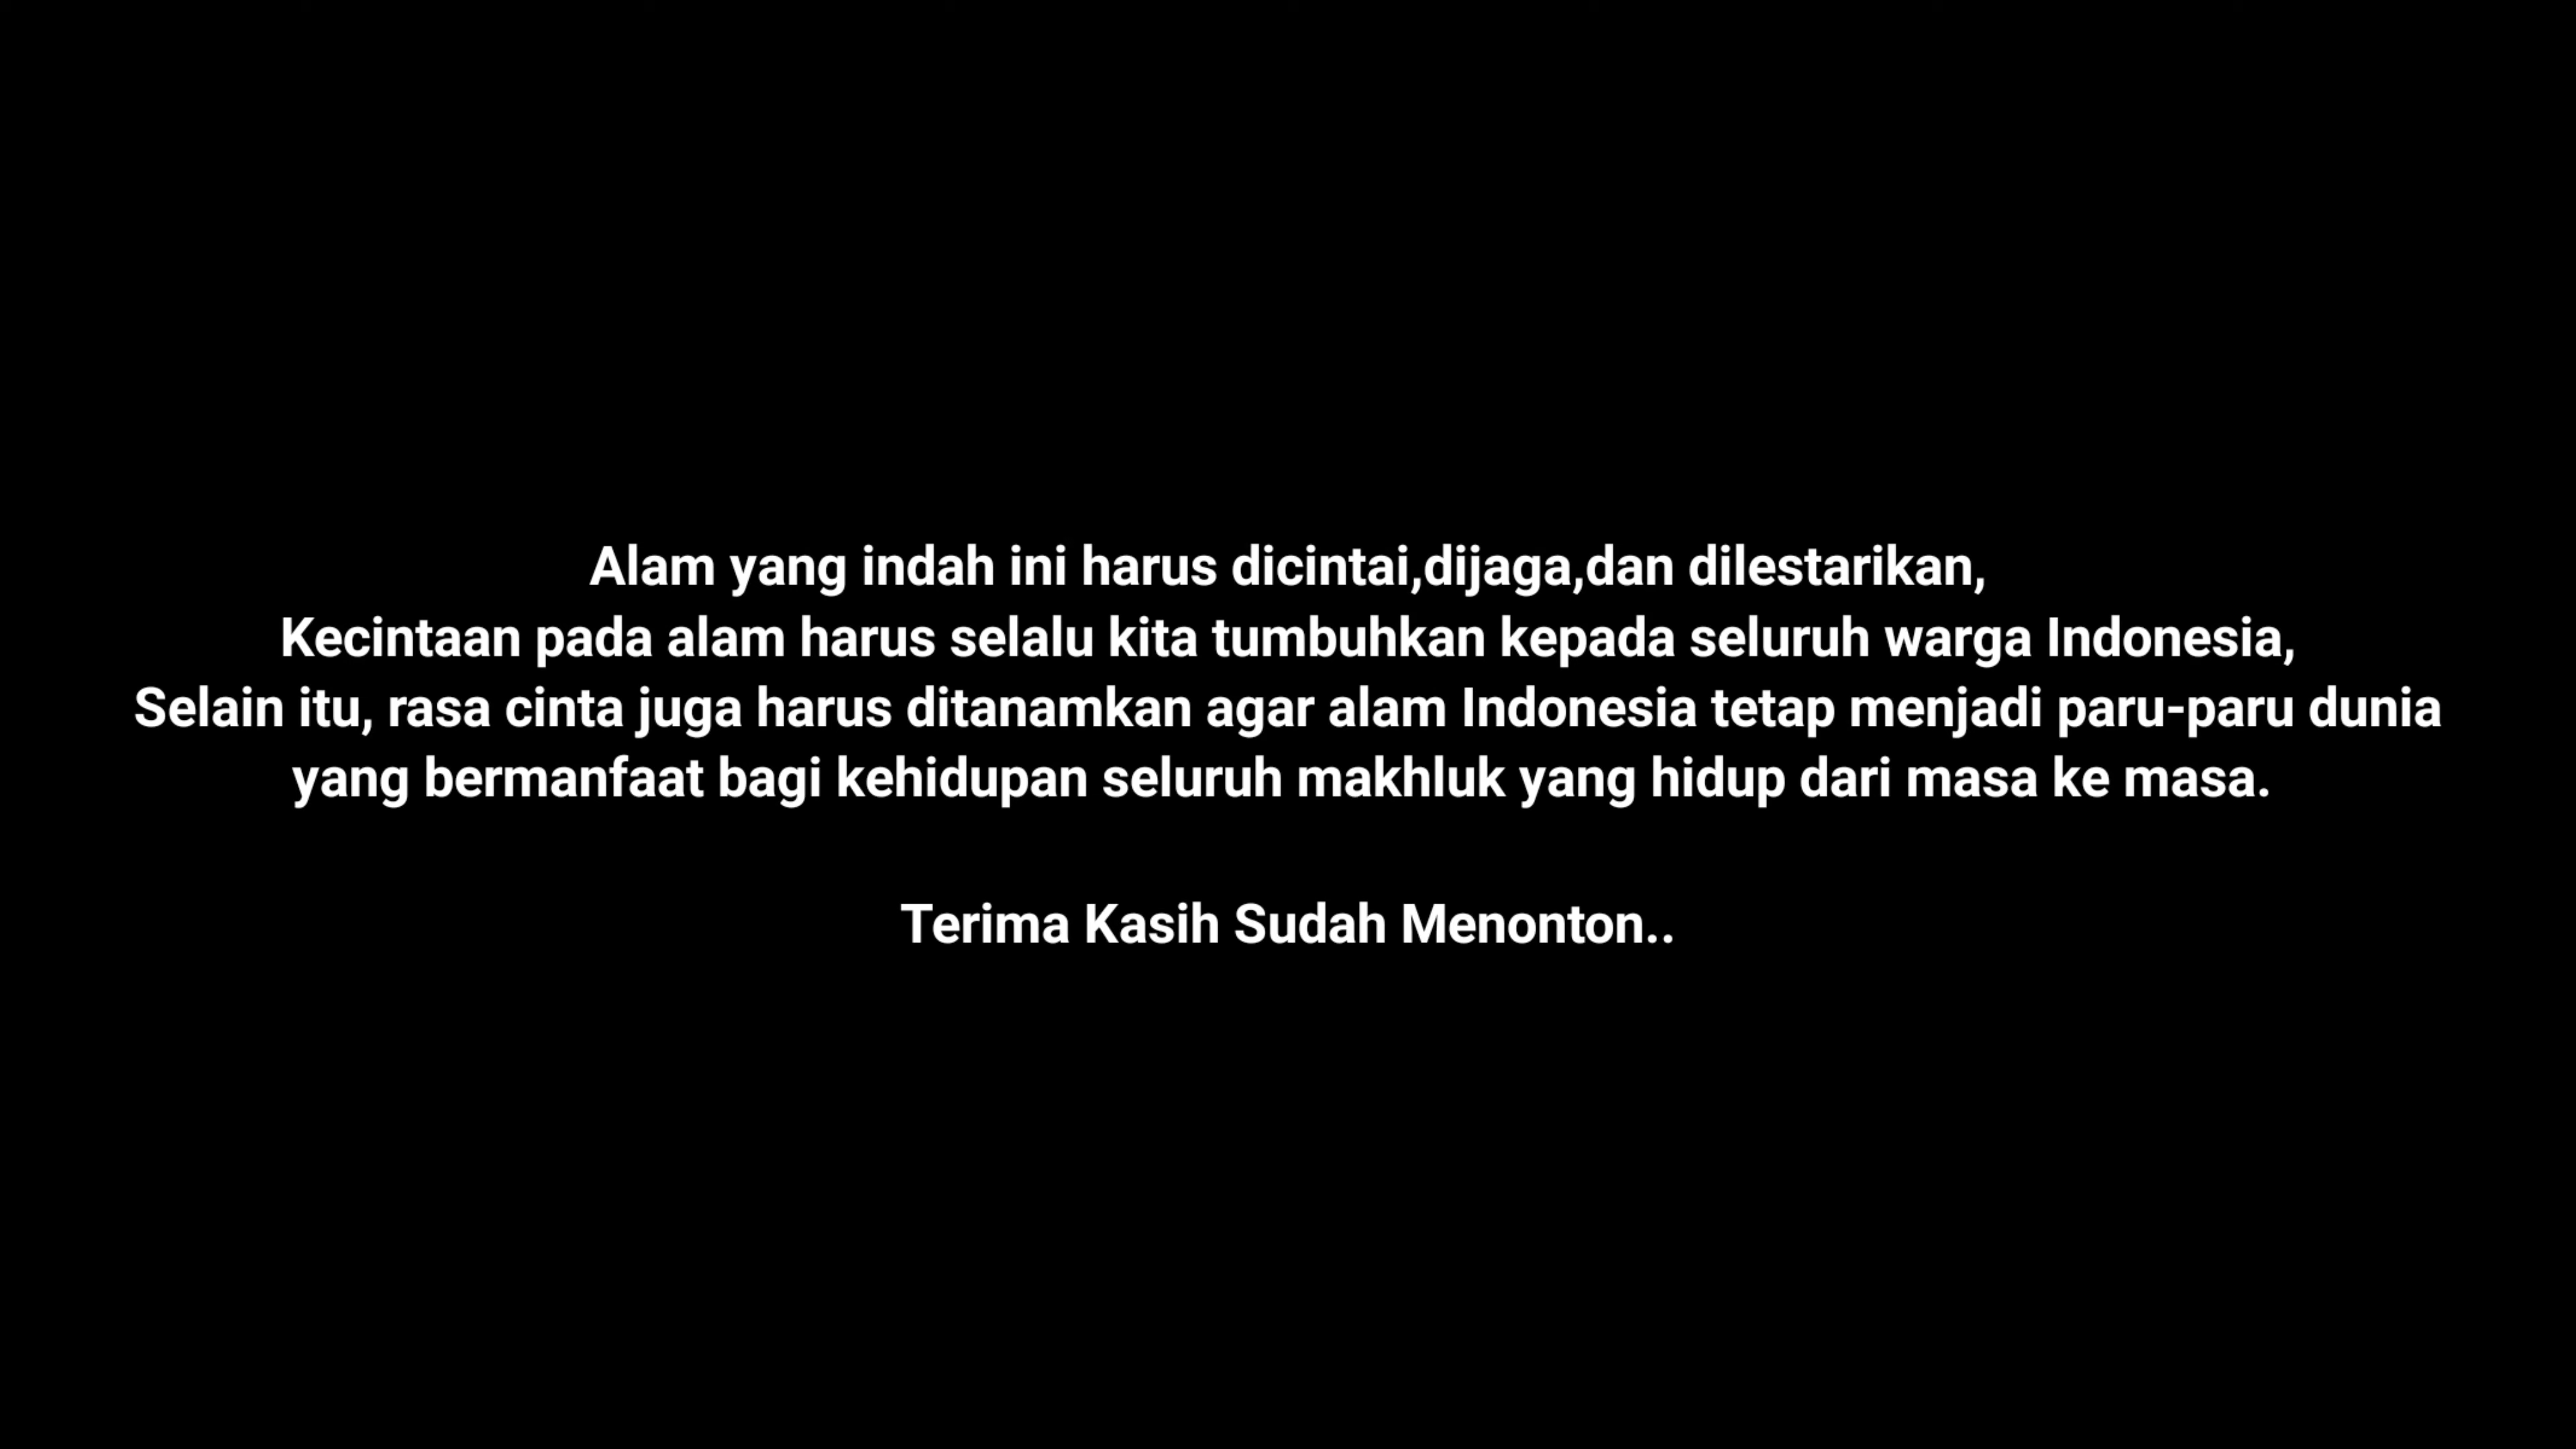 Alam yang indah ini harus dicintai,dijaga,dan dilestarikan,
Kecintaan pada alam harus selalu kita tumbuhkan kepada seluruh warga Indonesia,
Selain itu, rasa cinta juga harus ditanamkan agar alam Indonesia tetap menjadi paru-paru dunia
yang bermanfaat bagi kehidupan seluruh makhluk yang hidup dari masa ke masa.
Terima Kasih Sudah Menonton..